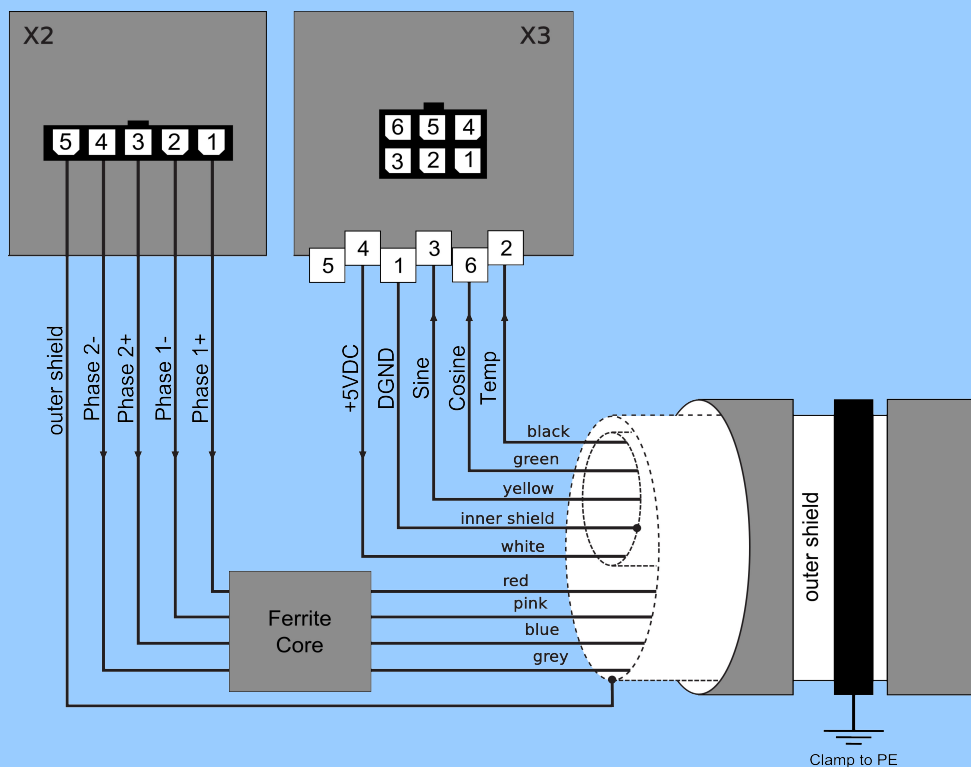 X2
X3
5 4 3 2 1
6 5 4
3 2 1
5 4 1 3 6 2
outer shield
Phase 2-
Phase 2+
Phase 1-
Phase 1+
+5VDC
DGND
Sine
Cosine
Temp
black
green
yellow
inner shield
white
red
pink
blue
grey
Ferrite
Core
outer shield
Clamp to PE